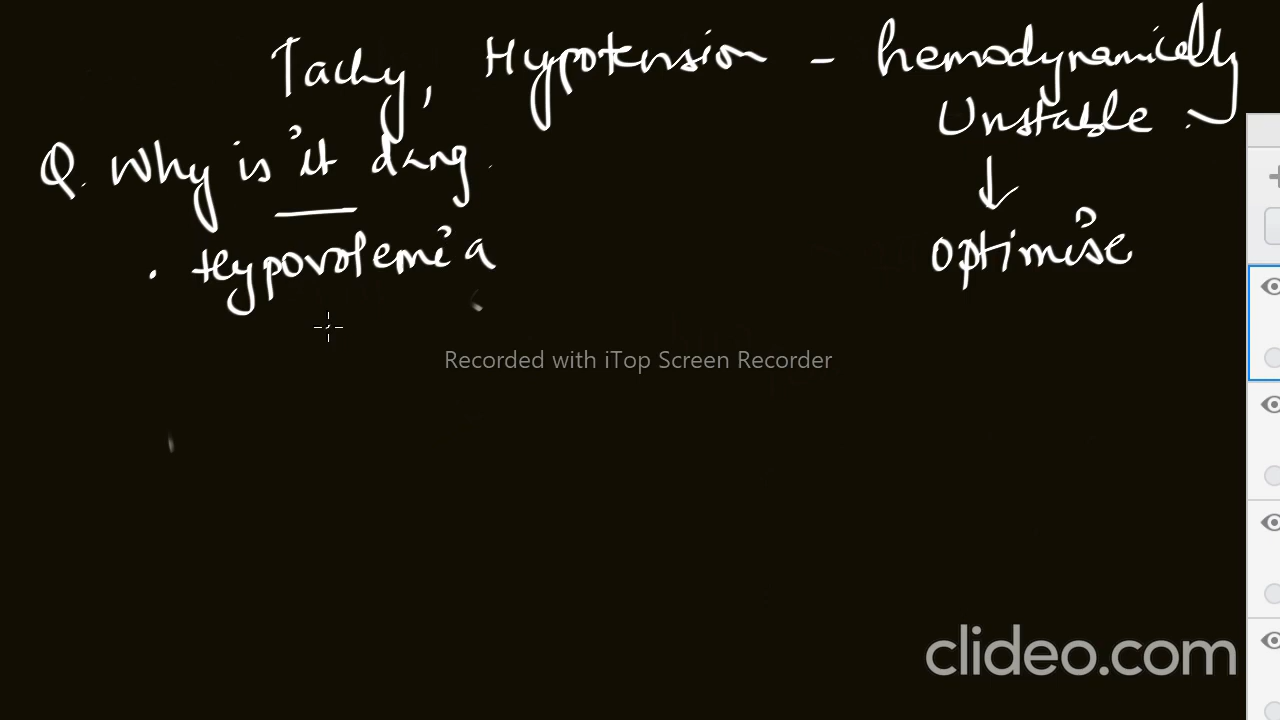 Tachy, Hypotension - hemodynamically
Unstable.
Q. Why is it dang.
↓
. Hypovolemia
optimise
Recorded with iTop Screen Recorder
clideo.com